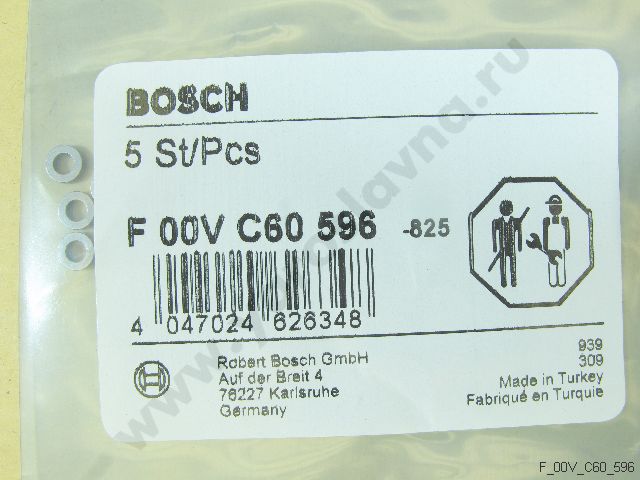 BOSCH
5 St/Pcs
F 00V C60 596 -825
4 047024 626348
Robert Bosch GmbH
Auf der Breit 4
76227 Karlsruhe
Germany
939
309
Made in Turkey
Fabriqué en Turquie
F_00V_C60_596